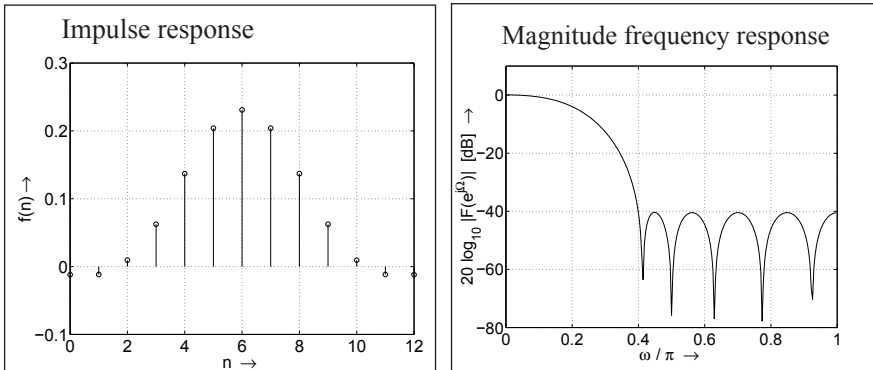 Impulse response
0.3
0.2
0.1
0
−0.1
0 2 4 6 8 10 12
f(n) →
n →
Magnitude frequency response
0
−20
−40
−60
−80
0 0.2 0.4 0.6 0.8 1
20 log10 |F(e^jΩ)| [dB] →
ω / π →